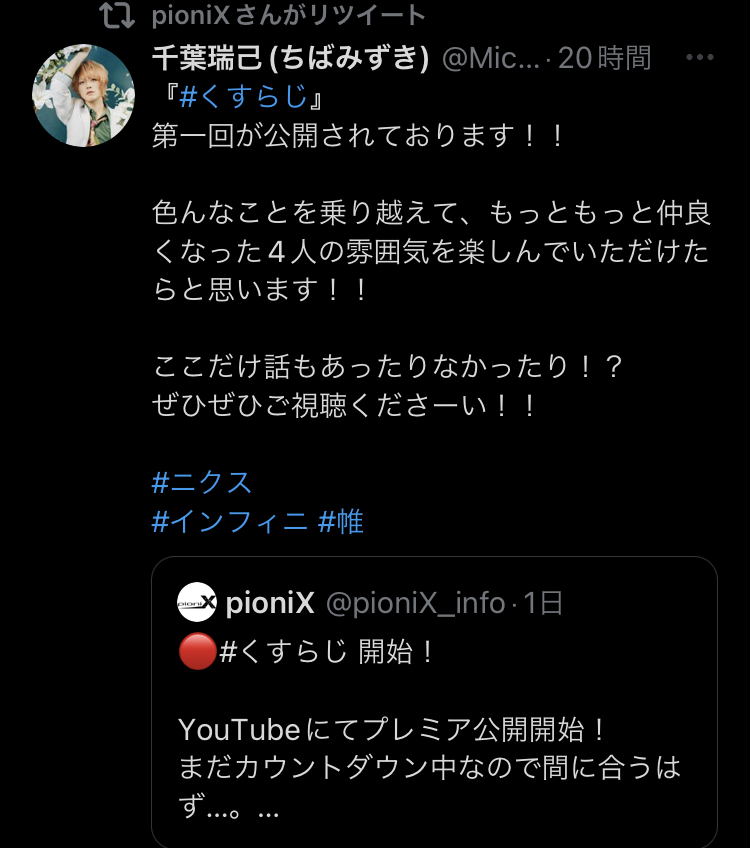 pioniXさんがリツイート
千葉瑞己(ちばみずき) @Mic...·20時間
『#くすらじ』
第一回が公開されております！！
色んなことを乗り越えて、もっともっと仲良
くなった４人の雰囲気を楽しんでいただけた
らと思います！！
ここだけ話もあったりなかったり！？
ぜひぜひご視聴くださーい！！
#ニクス
#インフィニ #帷
pioniX
pioniX @pioniX_info·1日
🔴#くすらじ 開始！
YouTubeにてプレミア公開開始！
まだカウントダウン中なので間に合うは
ず...。...